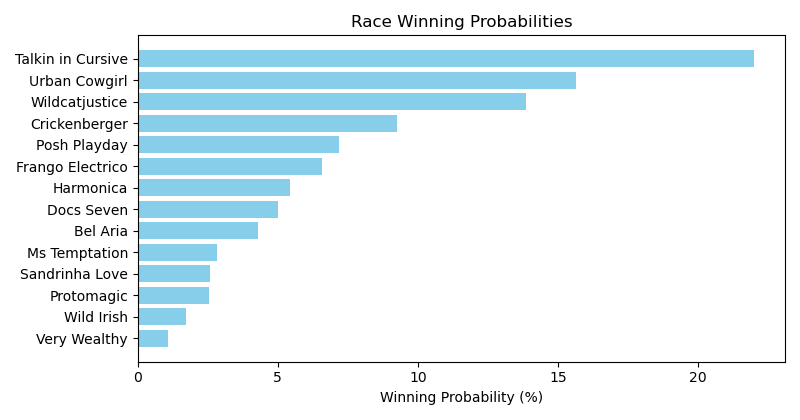 Race Winning Probabilities
Talkin in Cursive
Urban Cowgirl
Wildcatjustice
Crickenberger
Posh Playday
Frango Electrico
Harmonica
Docs Seven
Bel Aria
Ms Temptation
Sandrinha Love
Protomagic
Wild Irish
Very Wealthy
0 5 10 15 20
Winning Probability (%)